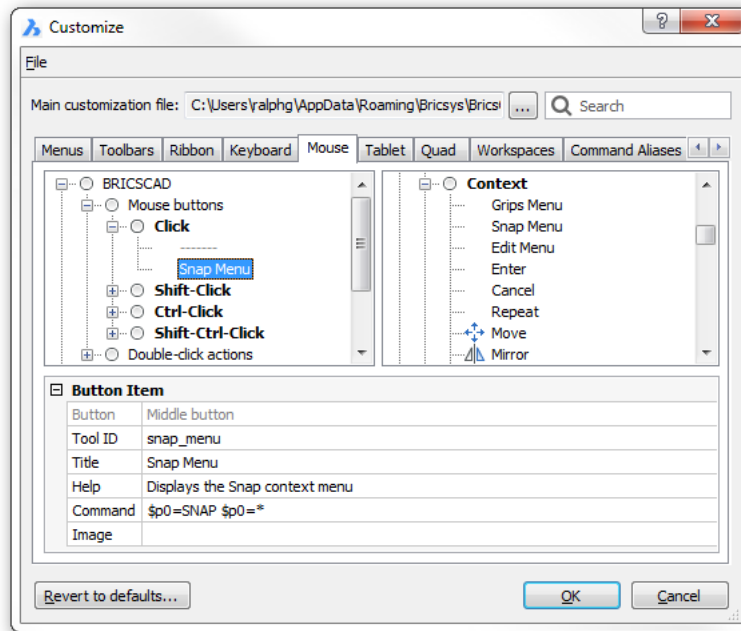 Customize
File
Main customization file: C:\Users\ralphg\AppData\Roaming\Bricsys\Brics ... Search
Menus Toolbars Ribbon Keyboard Mouse Tablet Quad Workspaces Command Aliases
BRICSCAD
Mouse buttons
Click
-------
Snap Menu
Shift-Click
Ctrl-Click
Shift-Ctrl-Click
Double-click actions
Context
Grips Menu
Snap Menu
Edit Menu
Enter
Cancel
Repeat
Move
Mirror
Button Item
Button Middle button
Tool ID snap_menu
Title Snap Menu
Help Displays the Snap context menu
Command $p0=SNAP $p0=*
Image
Revert to defaults... OK Cancel